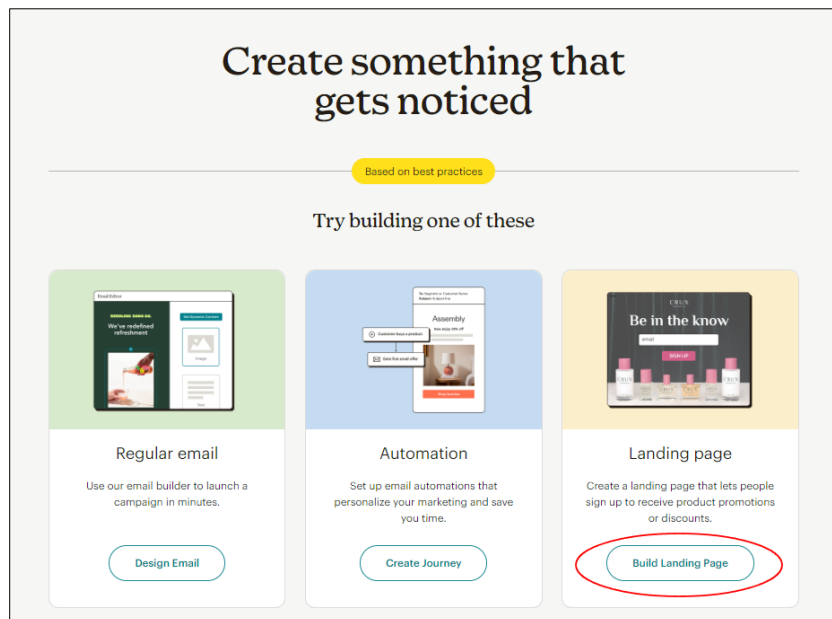 Create something that
gets noticed
Based on best practices
Try building one of these
Email Editor
We've redefined
refreshment
Image
Text
Assembly
Customer buys a product
CRUX
Be in the know
email
SIGN UP
Regular email
Use our email builder to launch a
campaign in minutes.
Design Email
Automation
Set up email automations that
personalize your marketing and save
you time.
Create Journey
Landing page
Create a landing page that lets people
sign up to receive product promotions
or discounts.
Build Landing Page